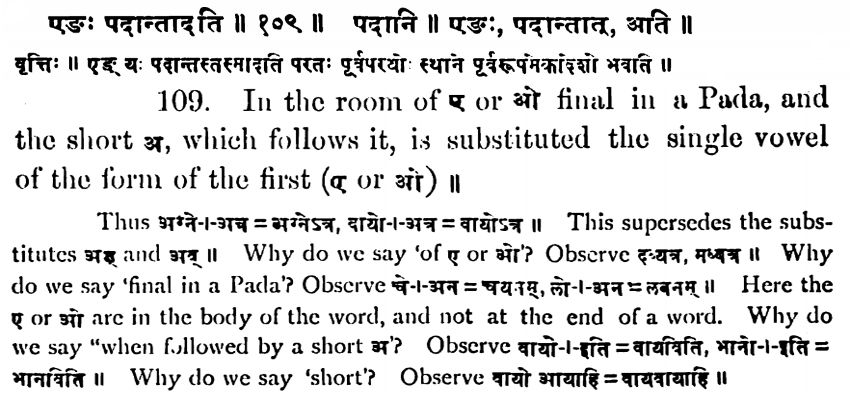 एङः पदान्तादति ॥ १०९ ॥ पदानि ॥ एङः, पदान्तात्, अति ॥
वृत्तिः ॥ एङ् यः पदान्तस्तस्मादति परतः पूर्वपरयोः स्थाने पूर्वरूपमेकादेशो भवति ॥
109. In the room of ए or ओ final in a Pada, and
the short अ, which follows it, is substituted the single vowel
of the form of the first (ए or ओ) ॥
Thus अग्ने + अत्र = अग्नेऽत्र, वायो + अत्र = वायोऽत्र ॥ This supersedes the subs-
titutes अय् and अव् ॥ Why do we say 'of ए or ओ'? Observe दध्यत्र, मध्वत्र ॥ Why
do we say 'final in a Pada'? Observe चे + अन = चयनम्, लो + अन = लवनम् ॥ Here the
ए or ओ are in the body of the word, and not at the end of a word. Why do
we say "when followed by a short अ'? Observe वायो + इति = वायविति, भानो + इति =
भानविति ॥ Why do we say 'short'? Observe वायो आयाहि = वायवायाहि ॥